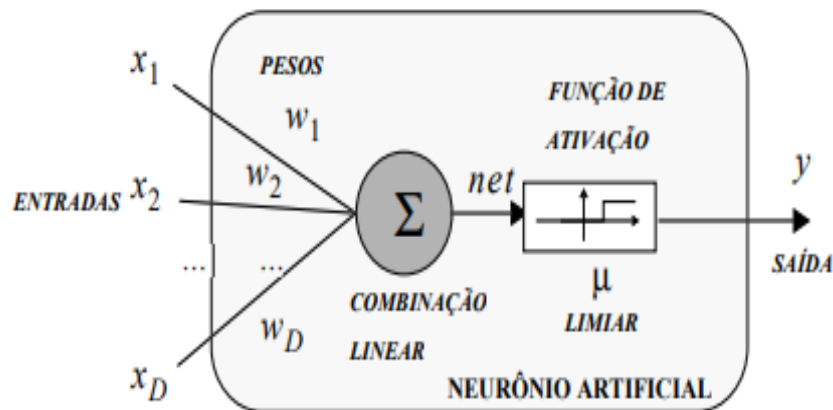 x1
PESOS
FUNÇÃO DE
ATIVAÇÃO
w1
net
y
ENTRADAS x2
w2
Σ
SAÍDA
... ...
μ
LIMIAR
COMBINAÇÃO
LINEAR
wD
xD
NEURÔNIO ARTIFICIAL